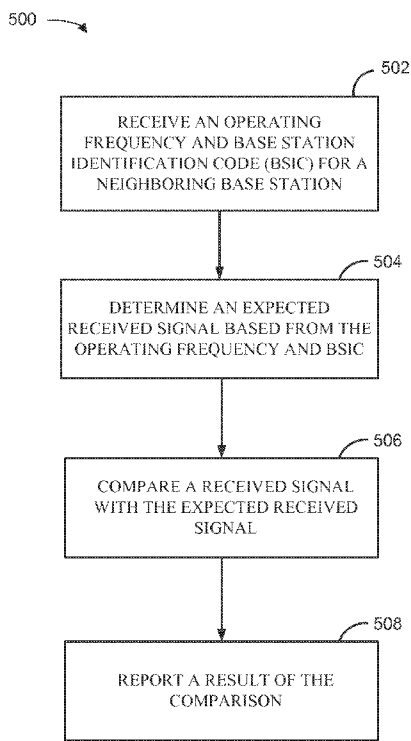 500
502
RECEIVE AN OPERATING
FREQUENCY AND BASE STATION
IDENTIFICATION CODE (BSIC) FOR A
NEIGHBORING BASE STATION
504
DETERMINE AN EXPECTED
RECEIVED SIGNAL BASED FROM THE
OPERATING FREQUENCY AND BSIC
506
COMPARE A RECEIVED SIGNAL
WITH THE EXPECTED RECEIVED
SIGNAL
508
REPORT A RESULT OF THE
COMPARISON